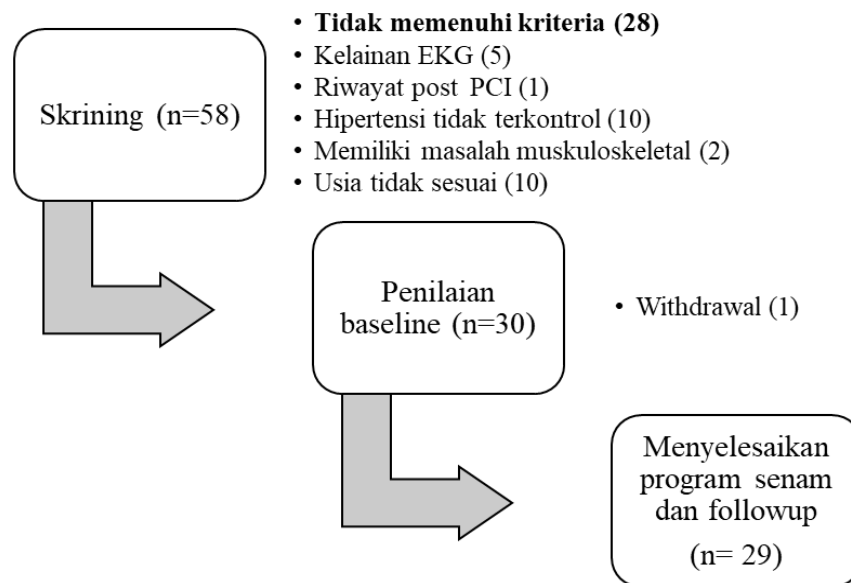 Skrining (n=58)
• Tidak memenuhi kriteria (28)
• Kelainan EKG (5)
• Riwayat post PCI (1)
• Hipertensi tidak terkontrol (10)
• Memiliki masalah muskuloskeletal (2)
• Usia tidak sesuai (10)
Penilaian
baseline (n=30)
• Withdrawal (1)
Menyelesaikan
program senam
dan followup
(n= 29)